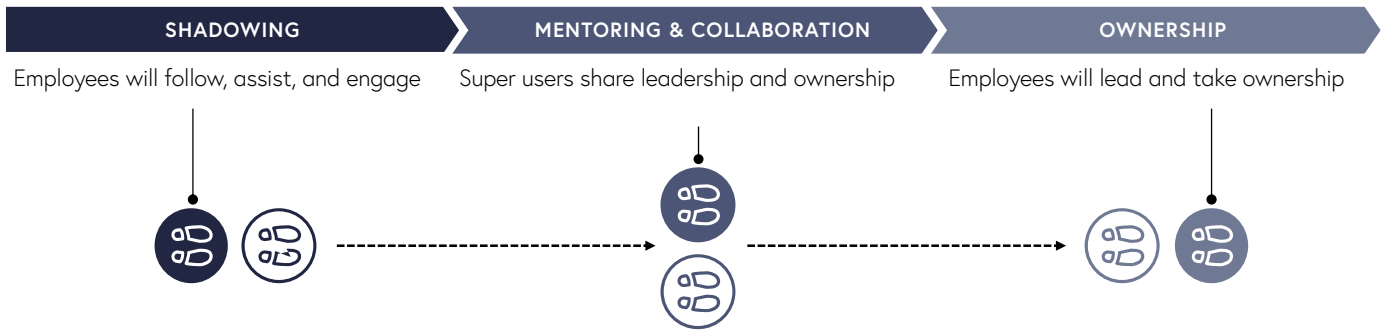 SHADOWING
MENTORING & COLLABORATION
OWNERSHIP
Employees will follow, assist, and engage
Super users share leadership and ownership
Employees will lead and take ownership